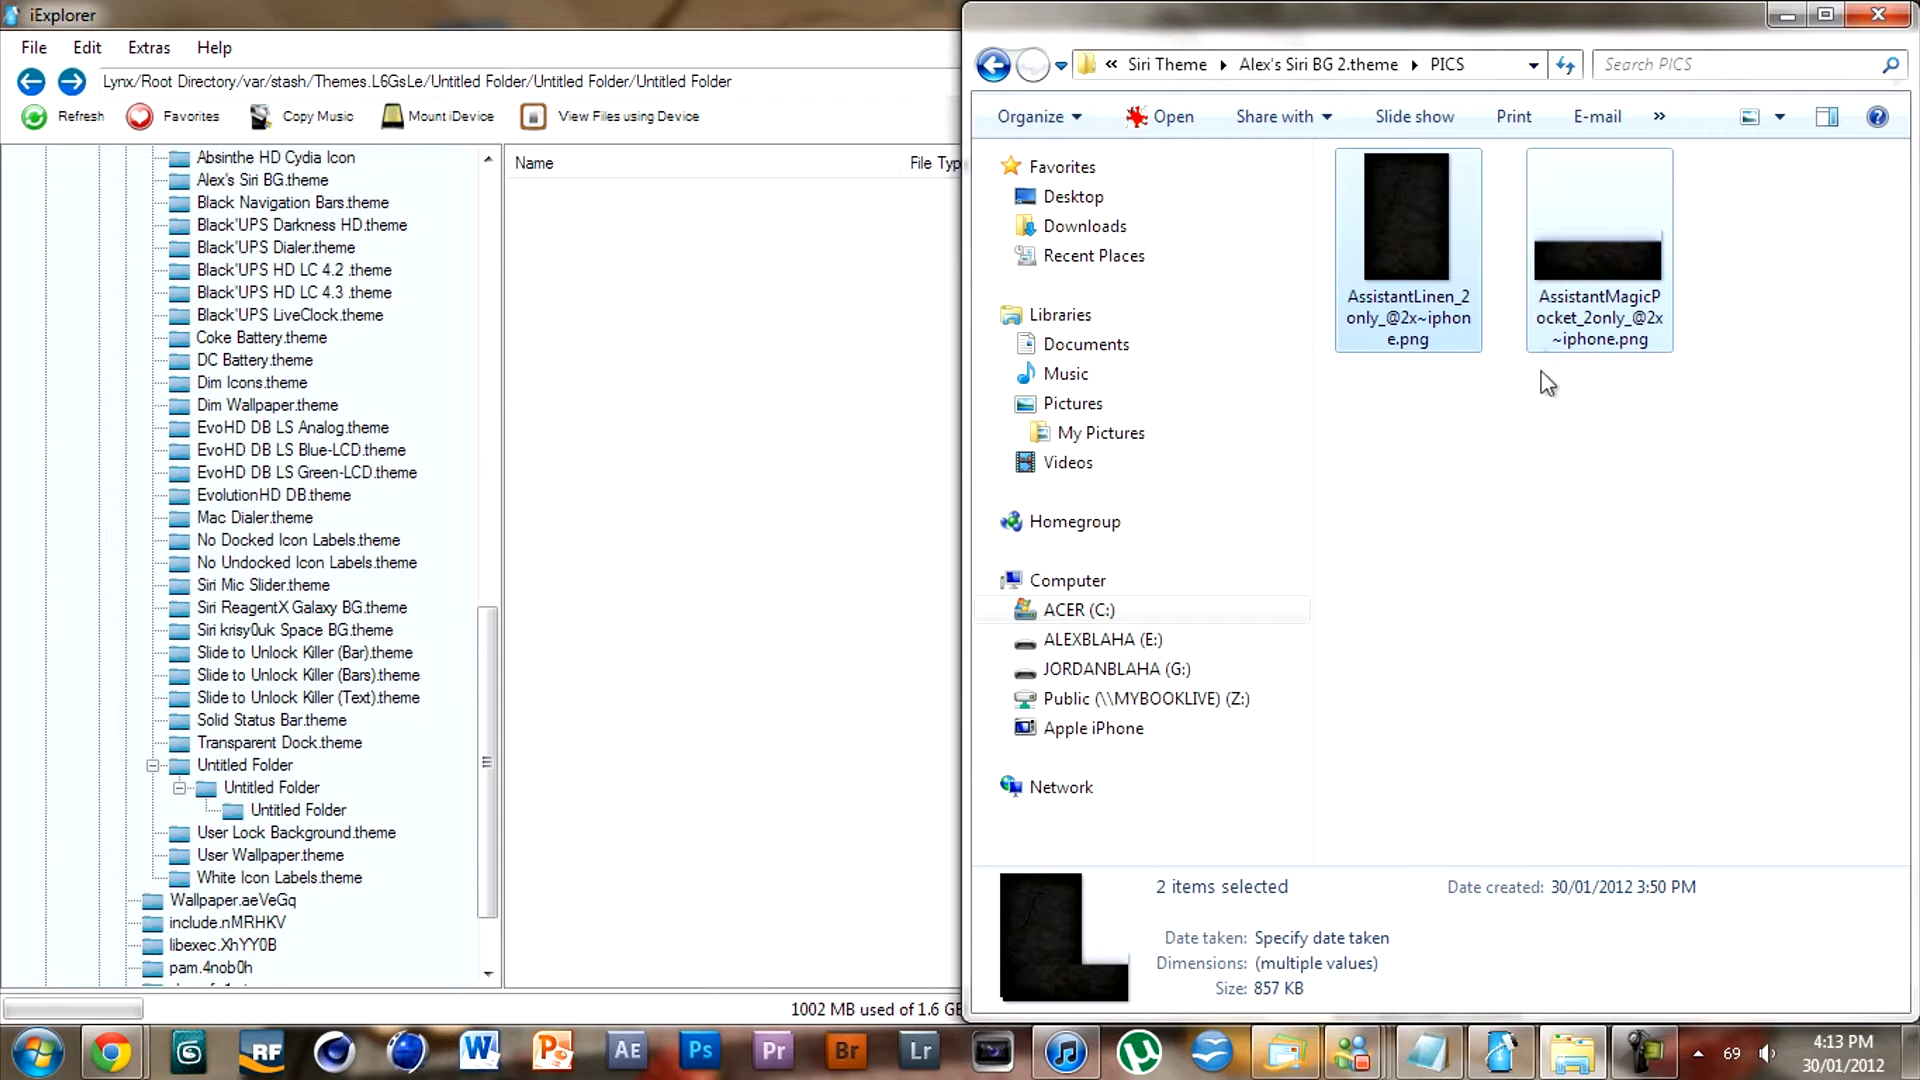 iExplorer
File Edit Extras Help
Lynx/Root Directory/var/stash/Themes.L6GsLe/Untitled Folder/Untitled Folder/Untitled Folder
Refresh Favorites Copy Music Mount iDevice View Files using Device
Absinthe HD Cydia Icon
Alex's Siri BG.theme
Black Navigation Bars.theme
Black'UPS Darkness HD.theme
Black'UPS Dialer.theme
Black'UPS HD LC 4.2 .theme
Black'UPS HD LC 4.3 .theme
Black'UPS LiveClock.theme
Coke Battery.theme
DC Battery.theme
Dim Icons.theme
Dim Wallpaper.theme
EvoHD DB LS Analog.theme
EvoHD DB LS Blue-LCD.theme
EvoHD DB LS Green-LCD.theme
EvolutionHD DB.theme
Mac Dialer.theme
No Docked Icon Labels.theme
No Undocked Icon Labels.theme
Siri Mic Slider.theme
Siri ReagentX Galaxy BG.theme
Siri krisy0uk Space BG.theme
Slide to Unlock Killer (Bar).theme
Slide to Unlock Killer (Bars).theme
Slide to Unlock Killer (Text).theme
Solid Status Bar.theme
Transparent Dock.theme
Untitled Folder
Untitled Folder
Untitled Folder
User Lock Background.theme
User Wallpaper.theme
White Icon Labels.theme
Wallpaper.aeVeGq
include.nMRHKV
libexec.XhYY0B
pam.4nob0h
Name File Typ
1002 MB used of 1.6 GB
« Siri Theme Alex's Siri BG 2.theme PICS
Search PICS
Organize Open Share with Slide show Print E-mail »
Favorites
Desktop
Downloads
Recent Places
Libraries
Documents
Music
Pictures
My Pictures
Videos
Homegroup
Computer
ACER (C:)
ALEXBLAHA (E:)
JORDANBLAHA (G:)
Public (\\MYBOOKLIVE) (Z:)
Apple iPhone
Network
AssistantLinen_2
only_@2x~iphon
e.png
AssistantMagicP
ocket_2only_@2x
~iphone.png
2 items selected
Date created: 30/01/2012 3:50 PM
Date taken: Specify date taken
Dimensions: (multiple values)
Size: 857 KB
RF W P Ae Ps Pr Br Lr
69
4:13 PM
30/01/2012